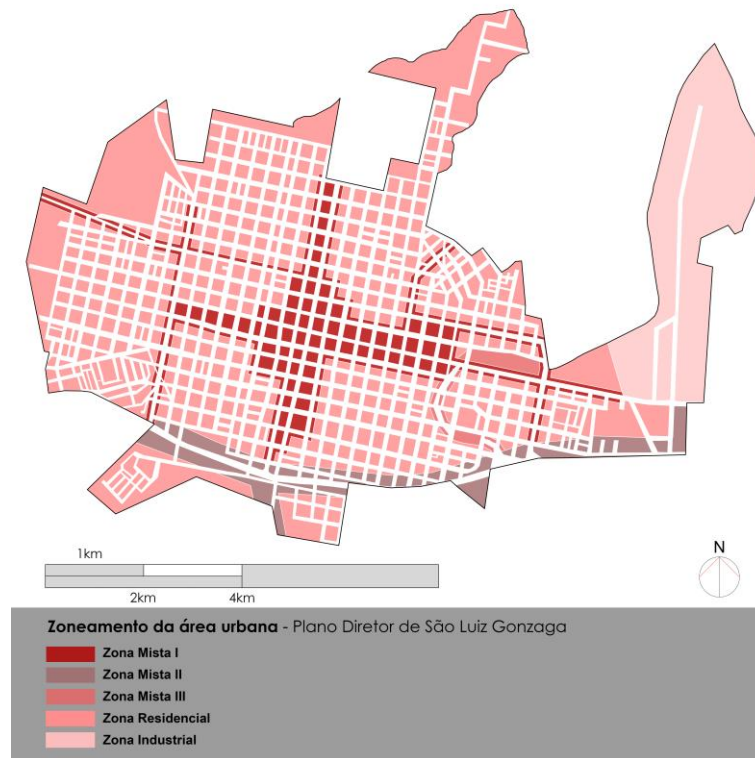 N
1km
2km 4km
Zoneamento da área urbana - Plano Diretor de São Luiz Gonzaga
Zona Mista I
Zona Mista II
Zona Mista III
Zona Residencial
Zona Industrial